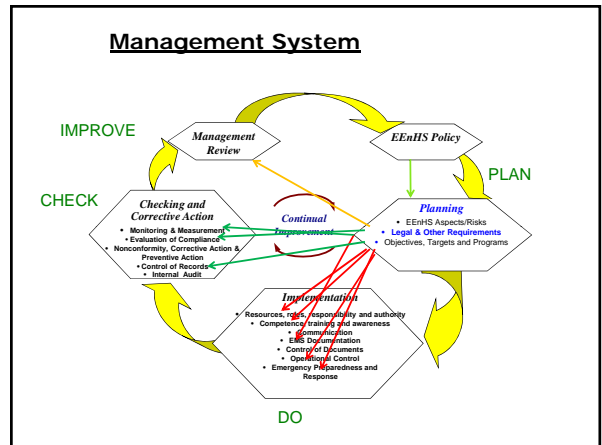 Management System
IMPROVE
Management
Review
EEnHS Policy
PLAN
CHECK
Checking and
Corrective Action
• Monitoring & Measurement
• Evaluation of Compliance
• Nonconformity, Corrective Action &
Preventive Action
• Control of Records
• Internal Audit
Continual
Improvement
Planning
• EEnHS Aspects/Risks
• Legal & Other Requirements
• Objectives, Targets and Programs
Implementation
• Resources, roles, responsibility and authority
• Competence, training and awareness
• Communication
• EMS Documentation
• Control of Documents
• Operational Control
• Emergency Preparedness and
Response
DO